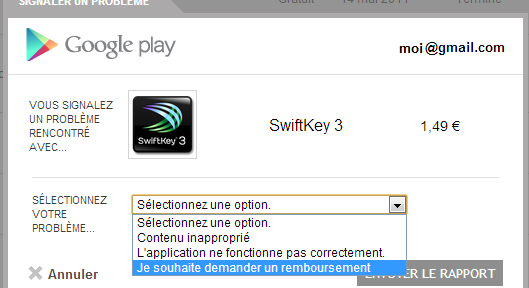 SIGNALER UN PROBLÈME
Gratuit
14 mai 2011
Terminé
Google play
moi@gmail.com
VOUS SIGNALEZ
UN PROBLÈME
RENCONTRÉ
AVEC...
SwiftKey 3
SwiftKey 3
1,49 €
SÉLECTIONNEZ
VOTRE
PROBLÈME...
Sélectionnez une option.
Sélectionnez une option.
Contenu inapproprié
L'application ne fonctionne pas correctement.
Je souhaite demander un remboursement
Annuler
ENVOYER LE RAPPORT